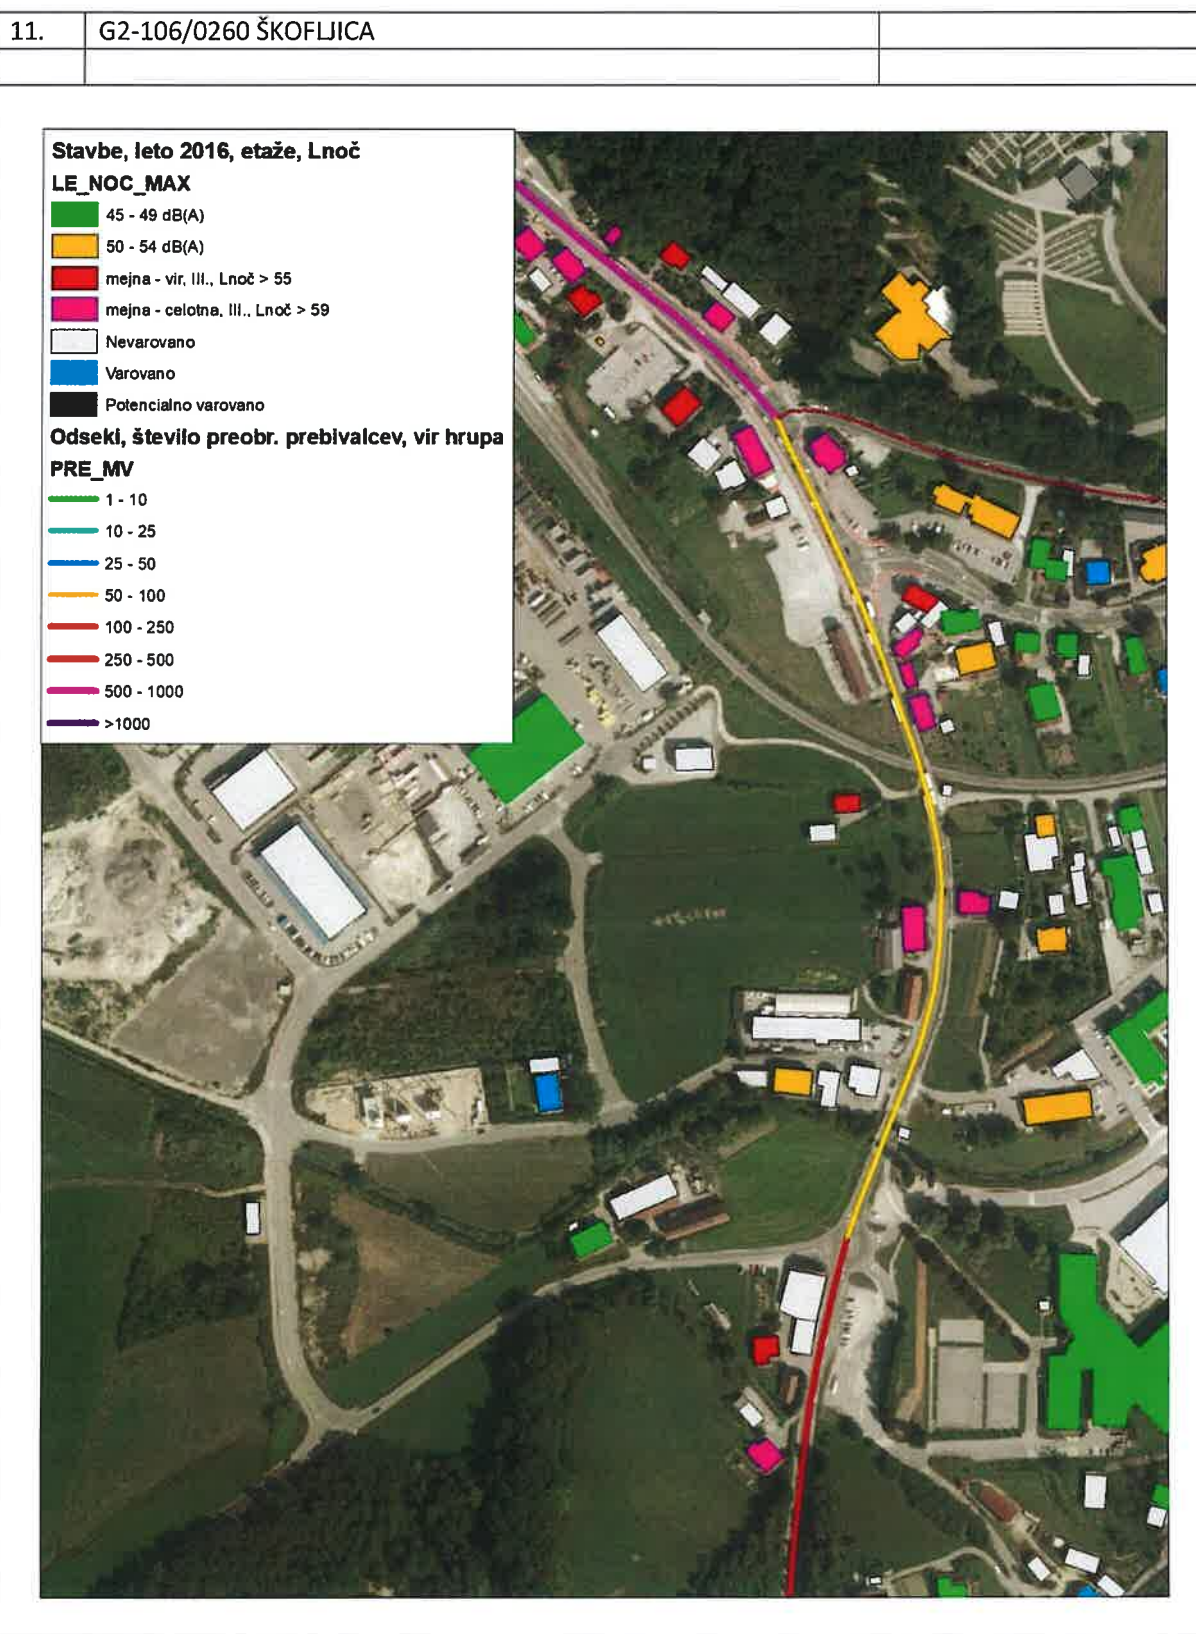 11. G2-106/0260 ŠKOFLJICA
Stavbe, leto 2016, etaže, Lnoč
LE_NOC_MAX
45 - 49 dB(A)
50 - 54 dB(A)
mejna - vir, III., Lnoč > 55
mejna - celotna, III., Lnoč > 59
Nevarovano
Varovano
Potencialno varovano
Odseki, število preobr. prebivalcev, vir hrupa
PRE_MV
1 - 10
10 - 25
25 - 50
50 - 100
100 - 250
250 - 500
500 - 1000
>1000